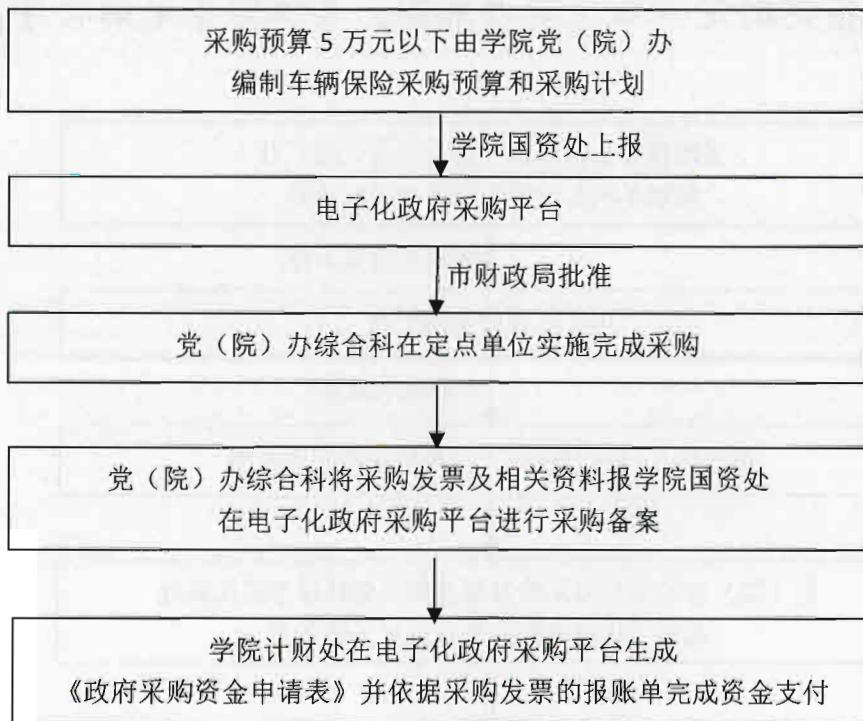 采购预算 5 万元以下由学院党（院）办
编制车辆保险采购预算和采购计划
学院国资处上报
电子化政府采购平台
市财政局批准
党（院）办综合科在定点单位实施完成采购
党（院）办综合科将采购发票及相关资料报学院国资处
在电子化政府采购平台进行采购备案
学院计财处在电子化政府采购平台生成
《政府采购资金申请表》并依据采购发票的报账单完成资金支付